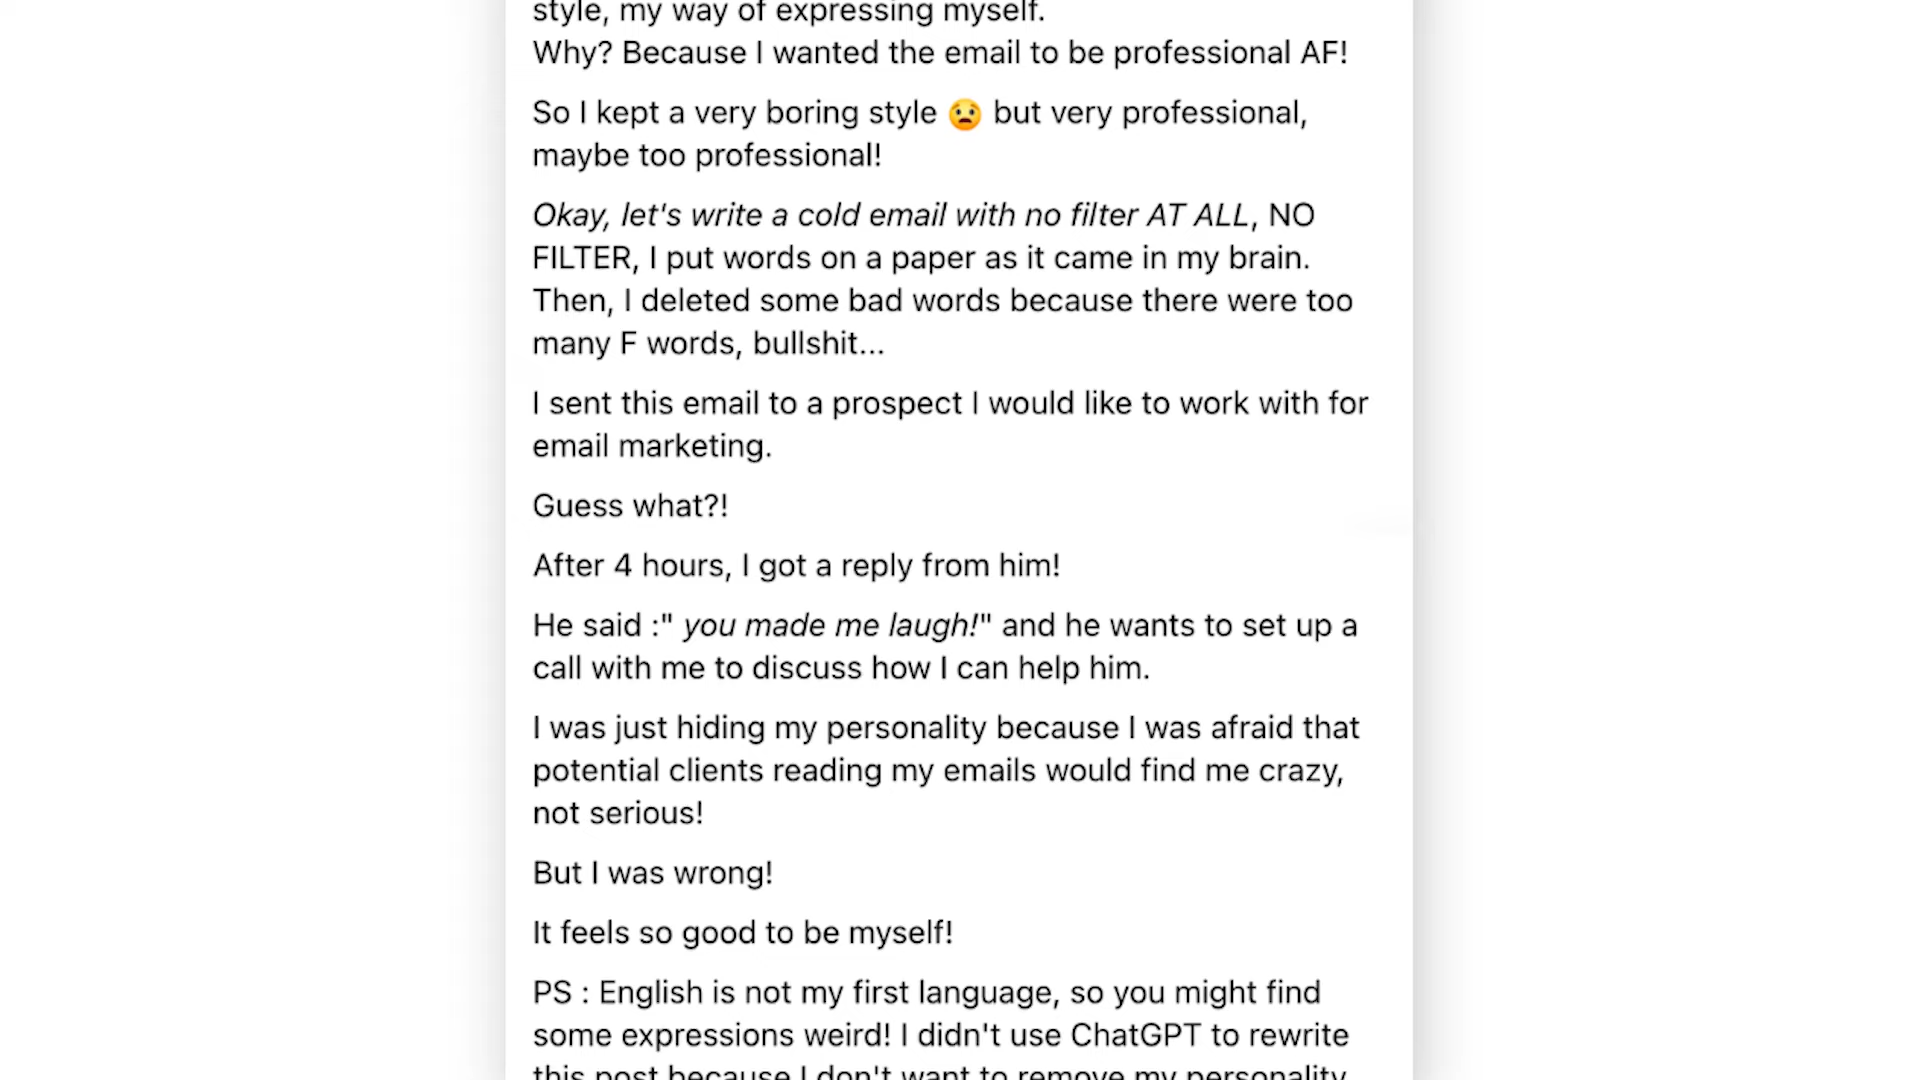 style, my way of expressing myself.
Why? Because I wanted the email to be professional AF!
So I kept a very boring style 😧 but very professional,
maybe too professional!
Okay, let's write a cold email with no filter AT ALL, NO
FILTER, I put words on a paper as it came in my brain.
Then, I deleted some bad words because there were too
many F words, bullshit...
I sent this email to a prospect I would like to work with for
email marketing.
Guess what?!
After 4 hours, I got a reply from him!
He said :" you made me laugh!" and he wants to set up a
call with me to discuss how I can help him.
I was just hiding my personality because I was afraid that
potential clients reading my emails would find me crazy,
not serious!
But I was wrong!
It feels so good to be myself!
PS : English is not my first language, so you might find
some expressions weird! I didn't use ChatGPT to rewrite
this post because I don't want to remove my personality